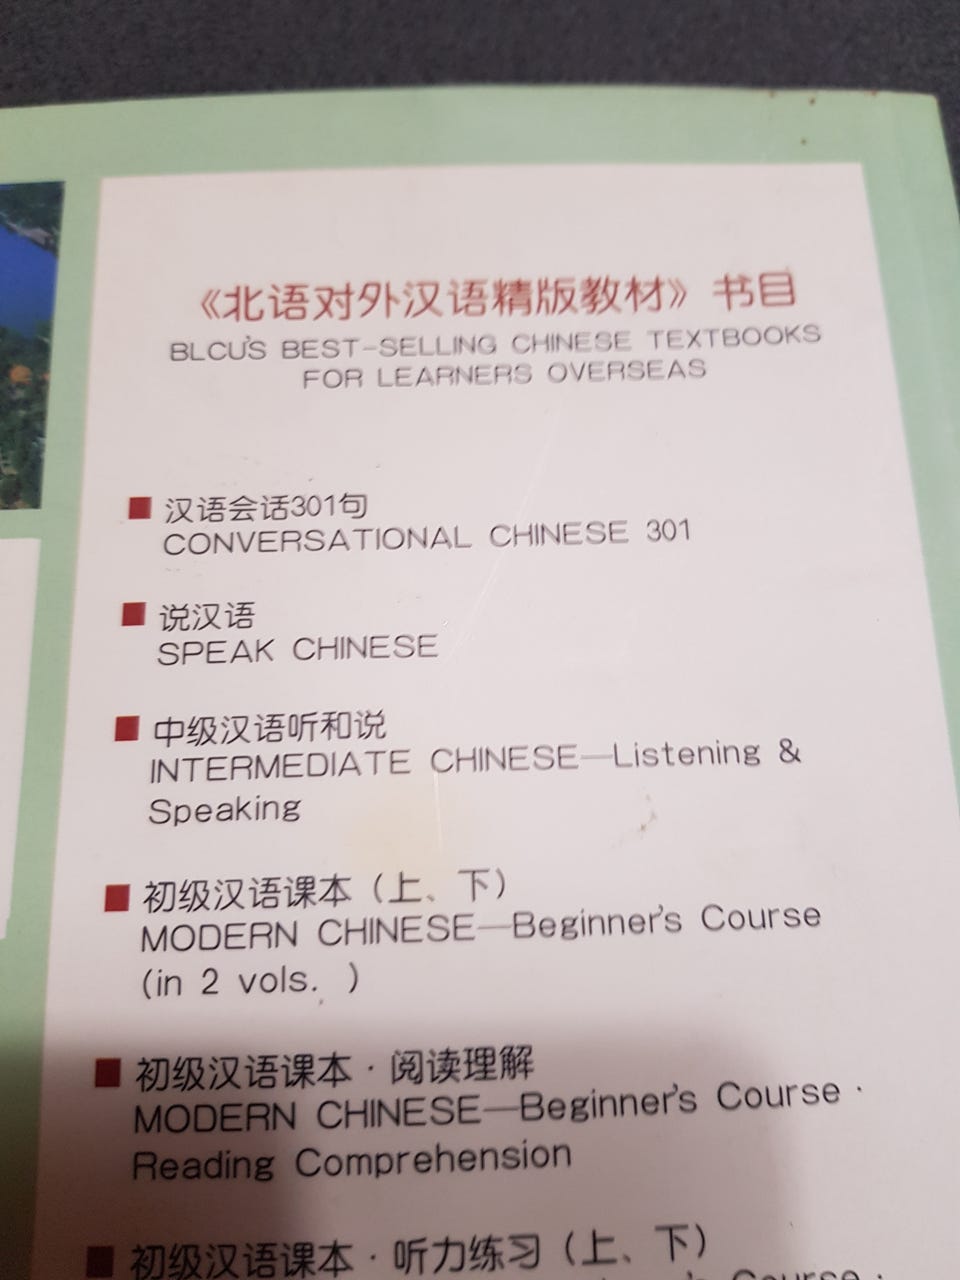 《北语对外汉语精版教材》书目
BLCU'S BEST-SELLING CHINESE TEXTBOOKS
FOR LEARNERS OVERSEAS
■ 汉语会话301句
CONVERSATIONAL CHINESE 301
■ 说汉语
SPEAK CHINESE
■ 中级汉语听和说
INTERMEDIATE CHINESE—Listening &
Speaking
■ 初级汉语课本（上、下）
MODERN CHINESE—Beginner's Course
(in 2 vols. )
■ 初级汉语课本·阅读理解
MODERN CHINESE—Beginner's Course ·
Reading Comprehension
■ 初级汉语课本·听力练习（上、下）
Course ·